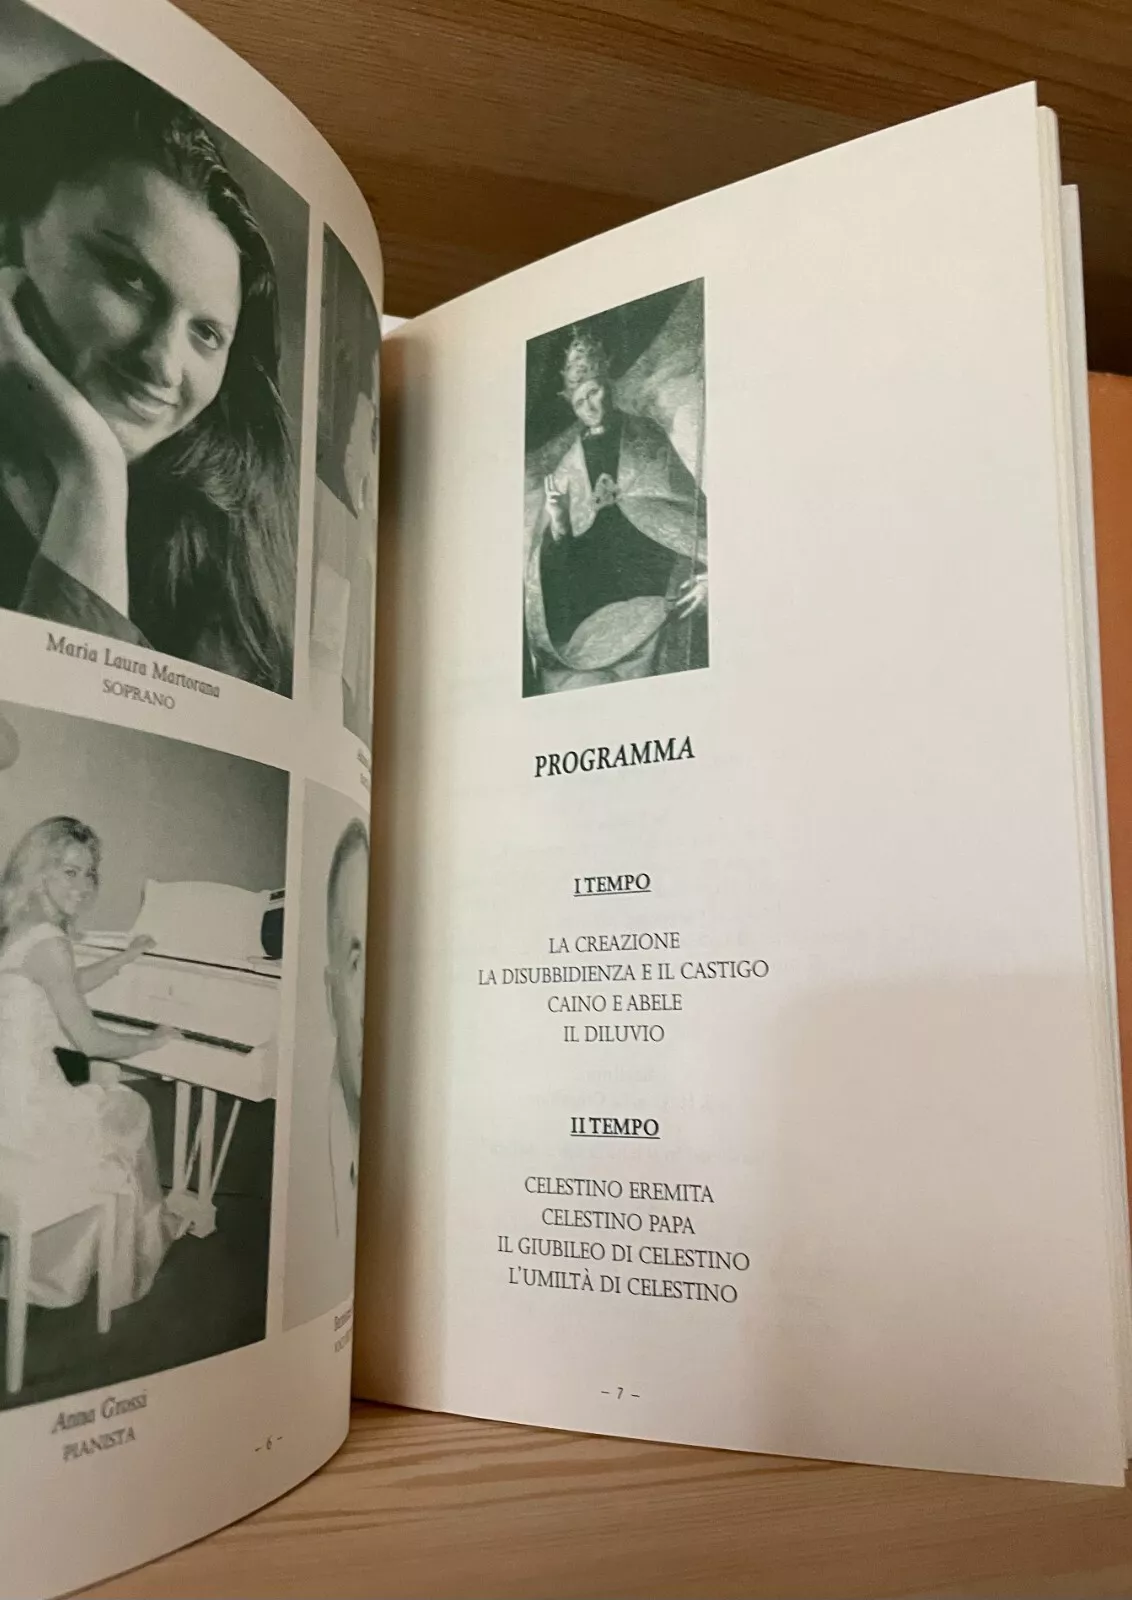 Maria Laura Martorana
SOPRANO
Anna Grossi
PIANISTA
– 6 –
PROGRAMMA
I TEMPO
LA CREAZIONE
LA DISUBBIDIENZA E IL CASTIGO
CAINO E ABELE
IL DILUVIO
II TEMPO
CELESTINO EREMITA
CELESTINO PAPA
IL GIUBILEO DI CELESTINO
L'UMILTÀ DI CELESTINO
– 7 –